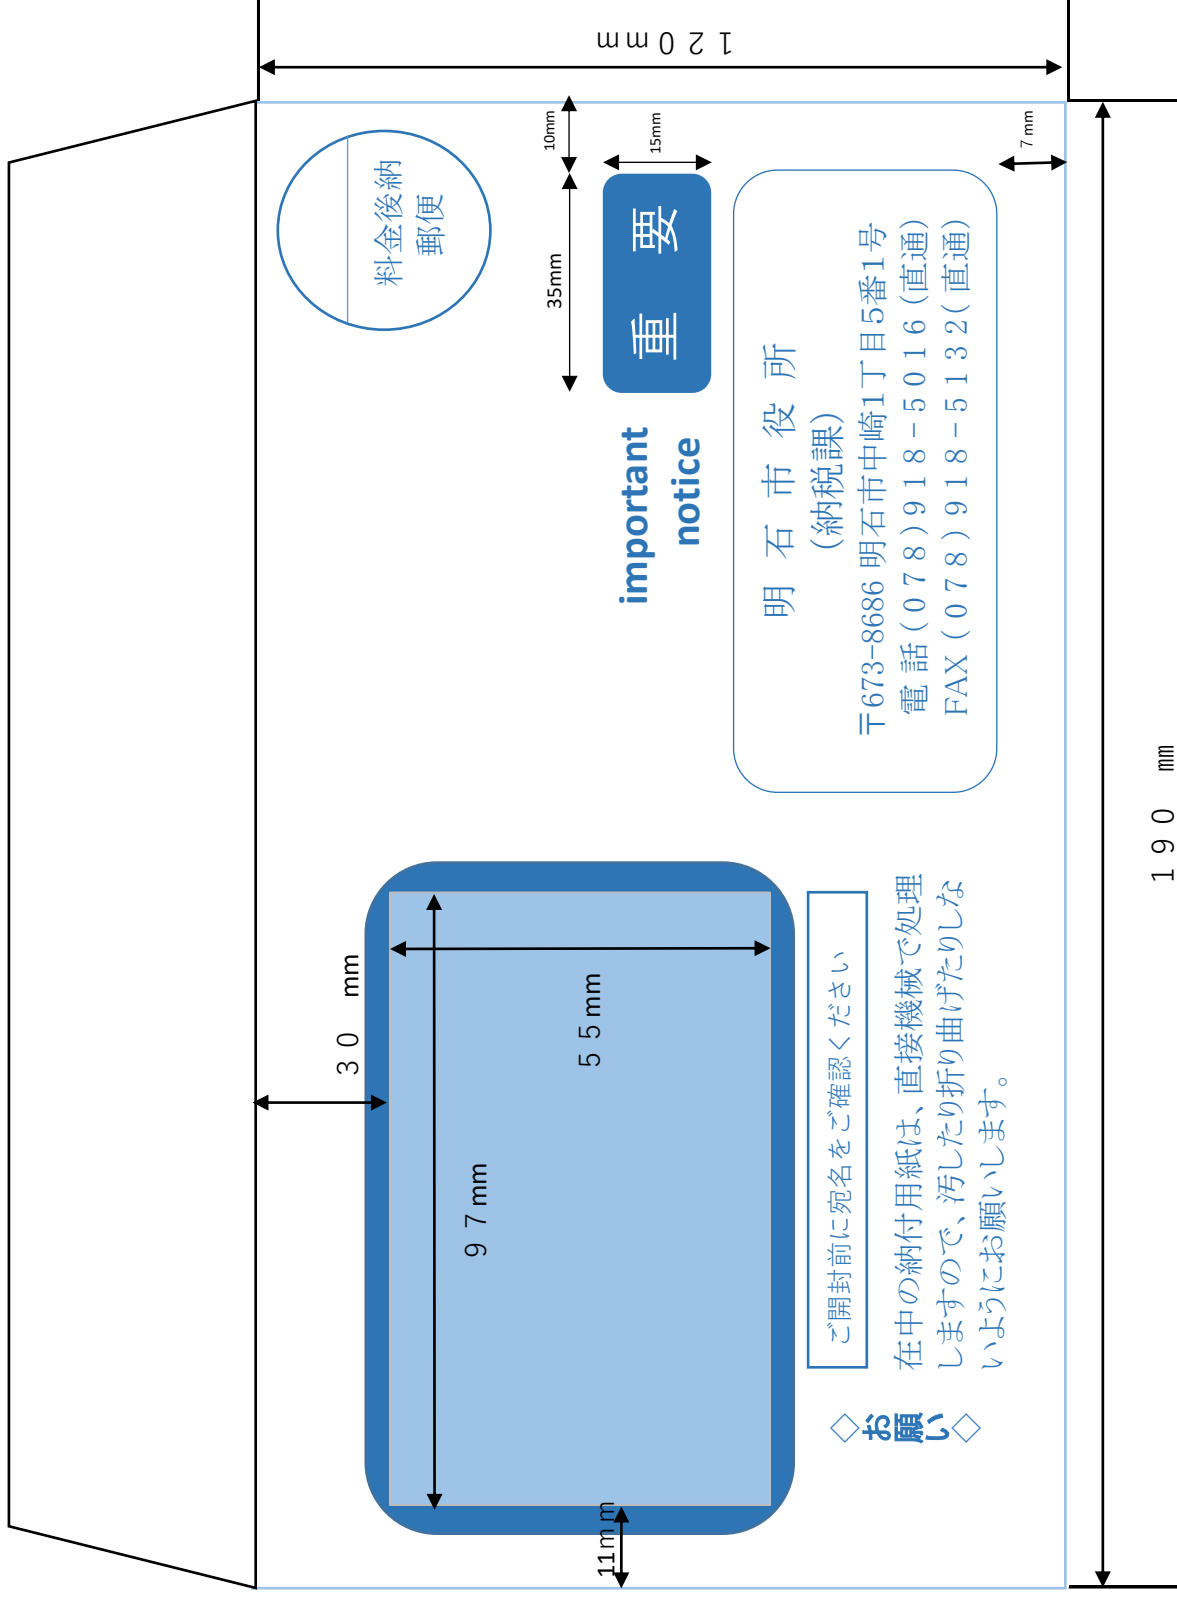 120mm
料金後納
郵便
10mm
35mm
15mm
重 要
important
notice
7 mm
明 石 市 役 所
(納税課)
〒673-8686 明石市中崎1丁目5番1号
電 話 (０７８)９１８－５０１６(直通)
FAX (０７８)９１８－５１３２(直通)
190 mm
30 mm
55mm
97mm
11mm
ご開封前に宛名をご確認ください
◇お願い◇
在中の納付用紙は、直接機械で処理
しますので、汚したり折り曲げたりしな
いようにお願いします。